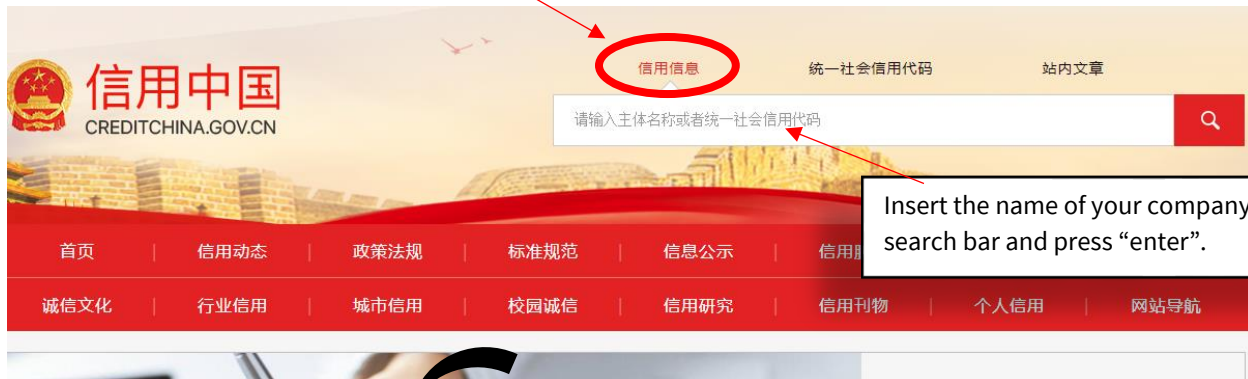 信用信息
统一社会信用代码
站内文章
信用中国
CREDITCHINA.GOV.CN
请输入主体名称或者统一社会信用代码
Insert the name of your company
search bar and press “enter”.
首页 | 信用动态 | 政策法规 | 标准规范 | 信息公示 | 信用
诚信文化 | 行业信用 | 城市信用 | 校园诚信 | 信用研究 | 信用刊物 | 个人信用 | 网站导航